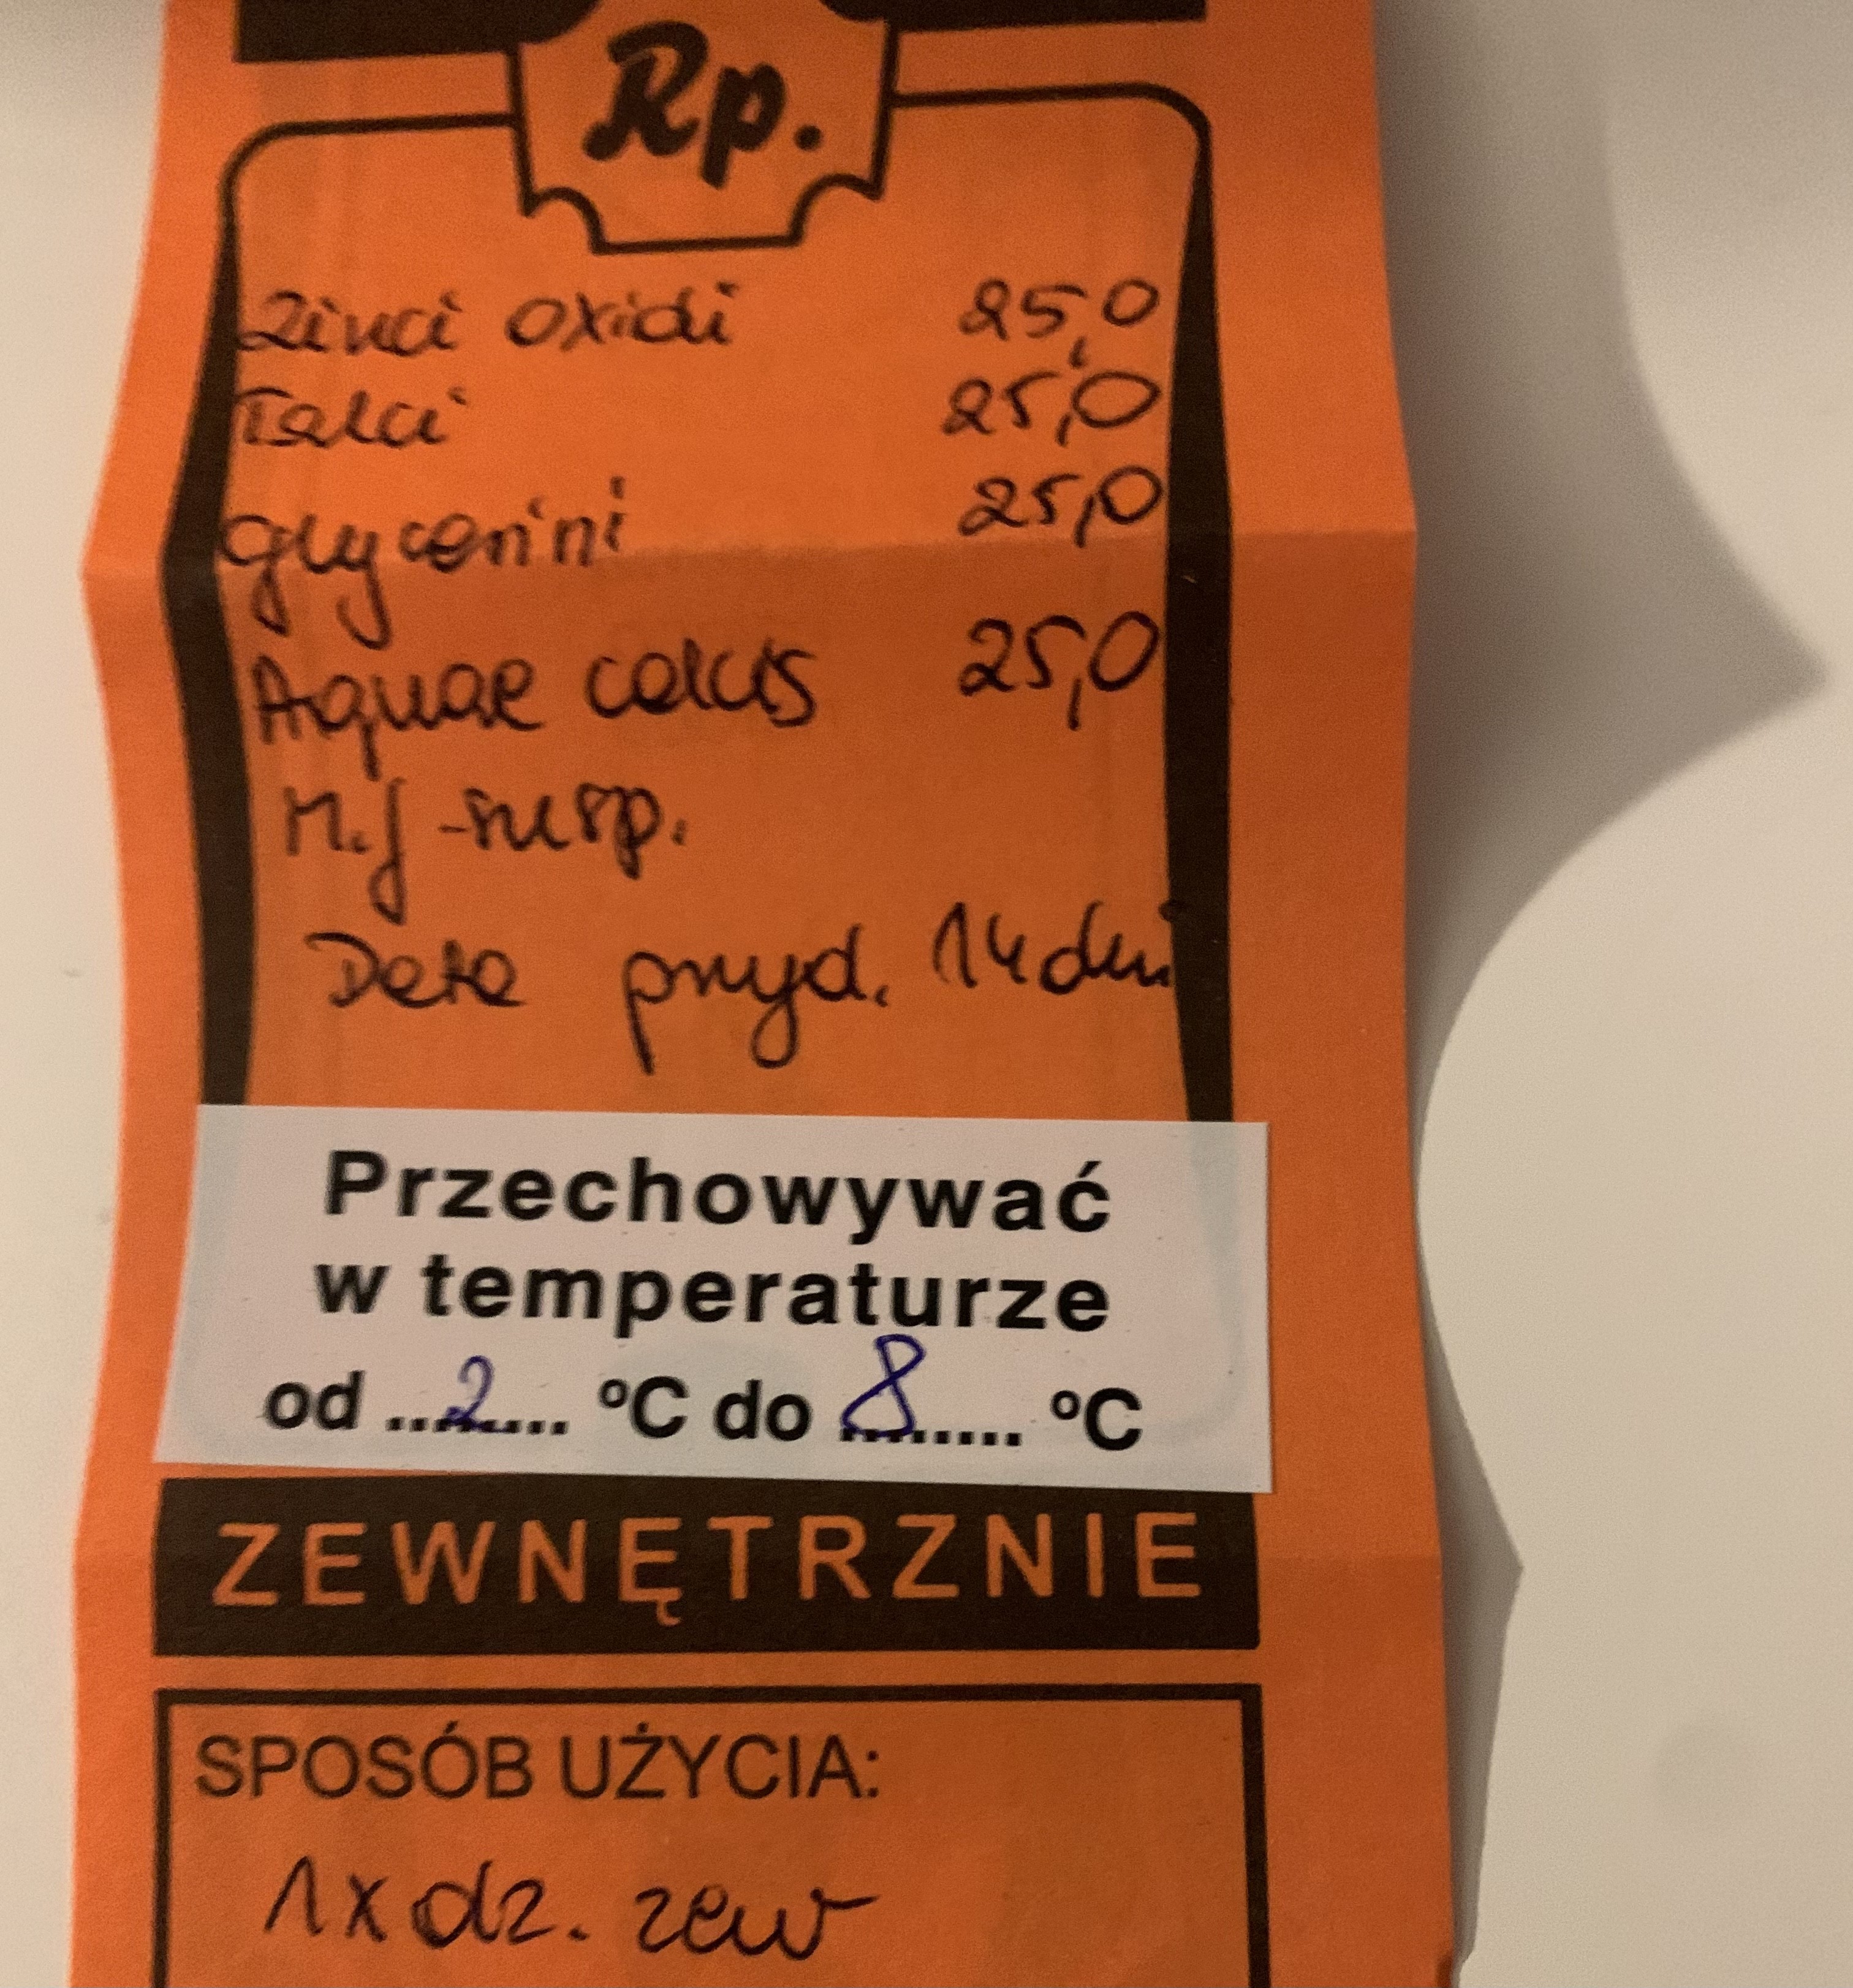 Rp.
Zinci oxidi 25,0
Talci 25,0
glycerini 25,0
Aquae calcis 25,0
M.f -susp.
Data przyd. 14 dni
Przechowywać
w temperaturze
od ..2.... °C do 8....... °C
ZEWNĘTRZNIE
SPOSÓB UŻYCIA:
1x dz. zew